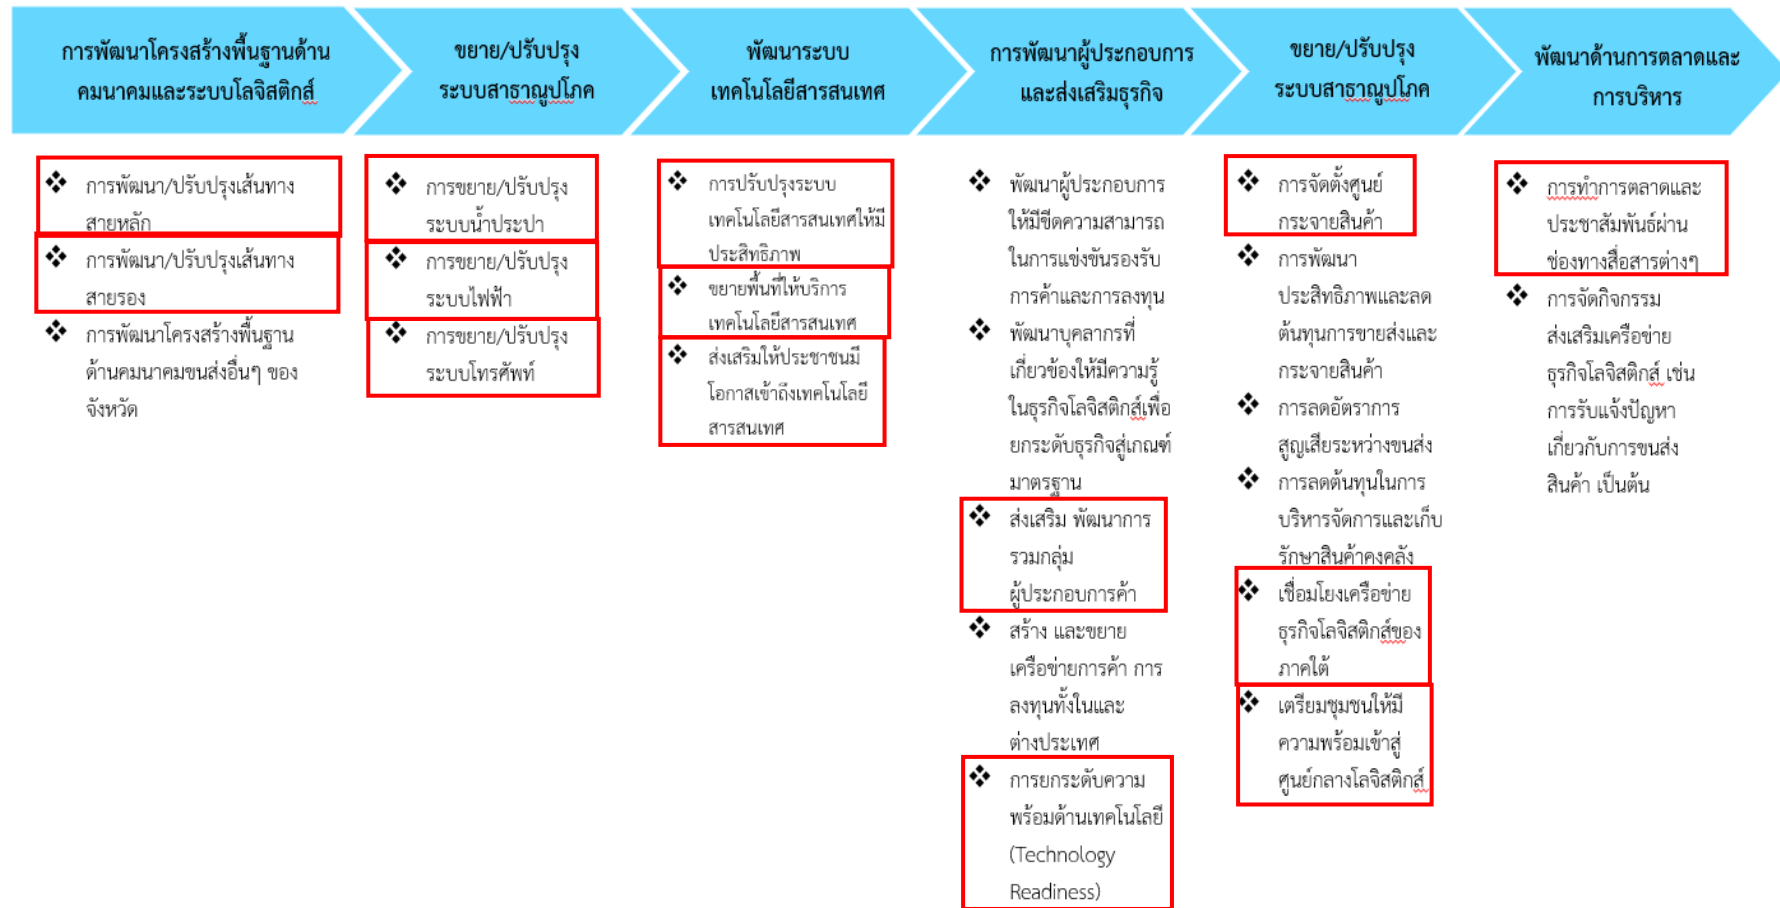 การพัฒนาโครงสร้างพื้นฐานด้าน
คมนาคมและระบบโลจิสติกส์
ขยาย/ปรับปรุง
ระบบสาธาณูปโภค
พัฒนาระบบ
เทคโนโลยีสารสนเทศ
การพัฒนาผู้ประกอบการ
และส่งเสริมธุรกิจ
ขยาย/ปรับปรุง
ระบบสาธาณูปโภค
พัฒนาด้านการตลาดและ
การบริหาร
❖ การพัฒนา/ปรับปรุงเส้นทาง
สายหลัก
❖ การพัฒนา/ปรับปรุงเส้นทาง
สายรอง
❖ การพัฒนาโครงสร้างพื้นฐาน
ด้านคมนาคมขนส่งอื่นๆ ของ
จังหวัด
❖ การขยาย/ปรับปรุง
ระบบน้ำประปา
❖ การขยาย/ปรับปรุง
ระบบไฟฟ้า
❖ การขยาย/ปรับปรุง
ระบบโทรศัพท์
❖ การปรับปรุงระบบ
เทคโนโลยีสารสนเทศให้มี
ประสิทธิภาพ
❖ ขยายพื้นที่ให้บริการ
เทคโนโลยีสารสนเทศ
❖ ส่งเสริมให้ประชาชนมี
โอกาสเข้าถึงเทคโนโลยี
สารสนเทศ
❖ พัฒนาผู้ประกอบการ
ให้มีขีดความสามารถ
ในการแข่งขันรองรับ
การค้าและการลงทุน
❖ พัฒนาบุคลากรที่
เกี่ยวข้องให้มีความรู้
ในธุรกิจโลจิสติกส์เพื่อ
ยกระดับธุรกิจสู่เกณฑ์
มาตรฐาน
❖ ส่งเสริม พัฒนาการ
รวมกลุ่ม
ผู้ประกอบการค้า
❖ สร้าง และขยาย
เครือข่ายการค้า การ
ลงทุนทั้งในและ
ต่างประเทศ
❖ การยกระดับความ
พร้อมด้านเทคโนโลยี
(Technology
Readiness)
❖ การจัดตั้งศูนย์
กระจายสินค้า
❖ การพัฒนา
ประสิทธิภาพและลด
ต้นทุนการขายส่งและ
กระจายสินค้า
❖ การลดอัตราการ
สูญเสียระหว่างขนส่ง
❖ การลดต้นทุนในการ
บริหารจัดการและเก็บ
รักษาสินค้าคงคลัง
❖ เชื่อมโยงเครือข่าย
ธุรกิจโลจิสติกส์ของ
ภาคใต้
❖ เตรียมชุมชนให้มี
ความพร้อมเข้าสู่
ศูนย์กลางโลจิสติกส์
❖ การทำการตลาดและ
ประชาสัมพันธ์ผ่าน
ช่องทางสื่อสารต่างๆ
❖ การจัดกิจกรรม
ส่งเสริมเครือข่าย
ธุรกิจโลจิสติกส์ เช่น
การรับแจ้งปัญหา
เกี่ยวกับการขนส่ง
สินค้า เป็นต้น